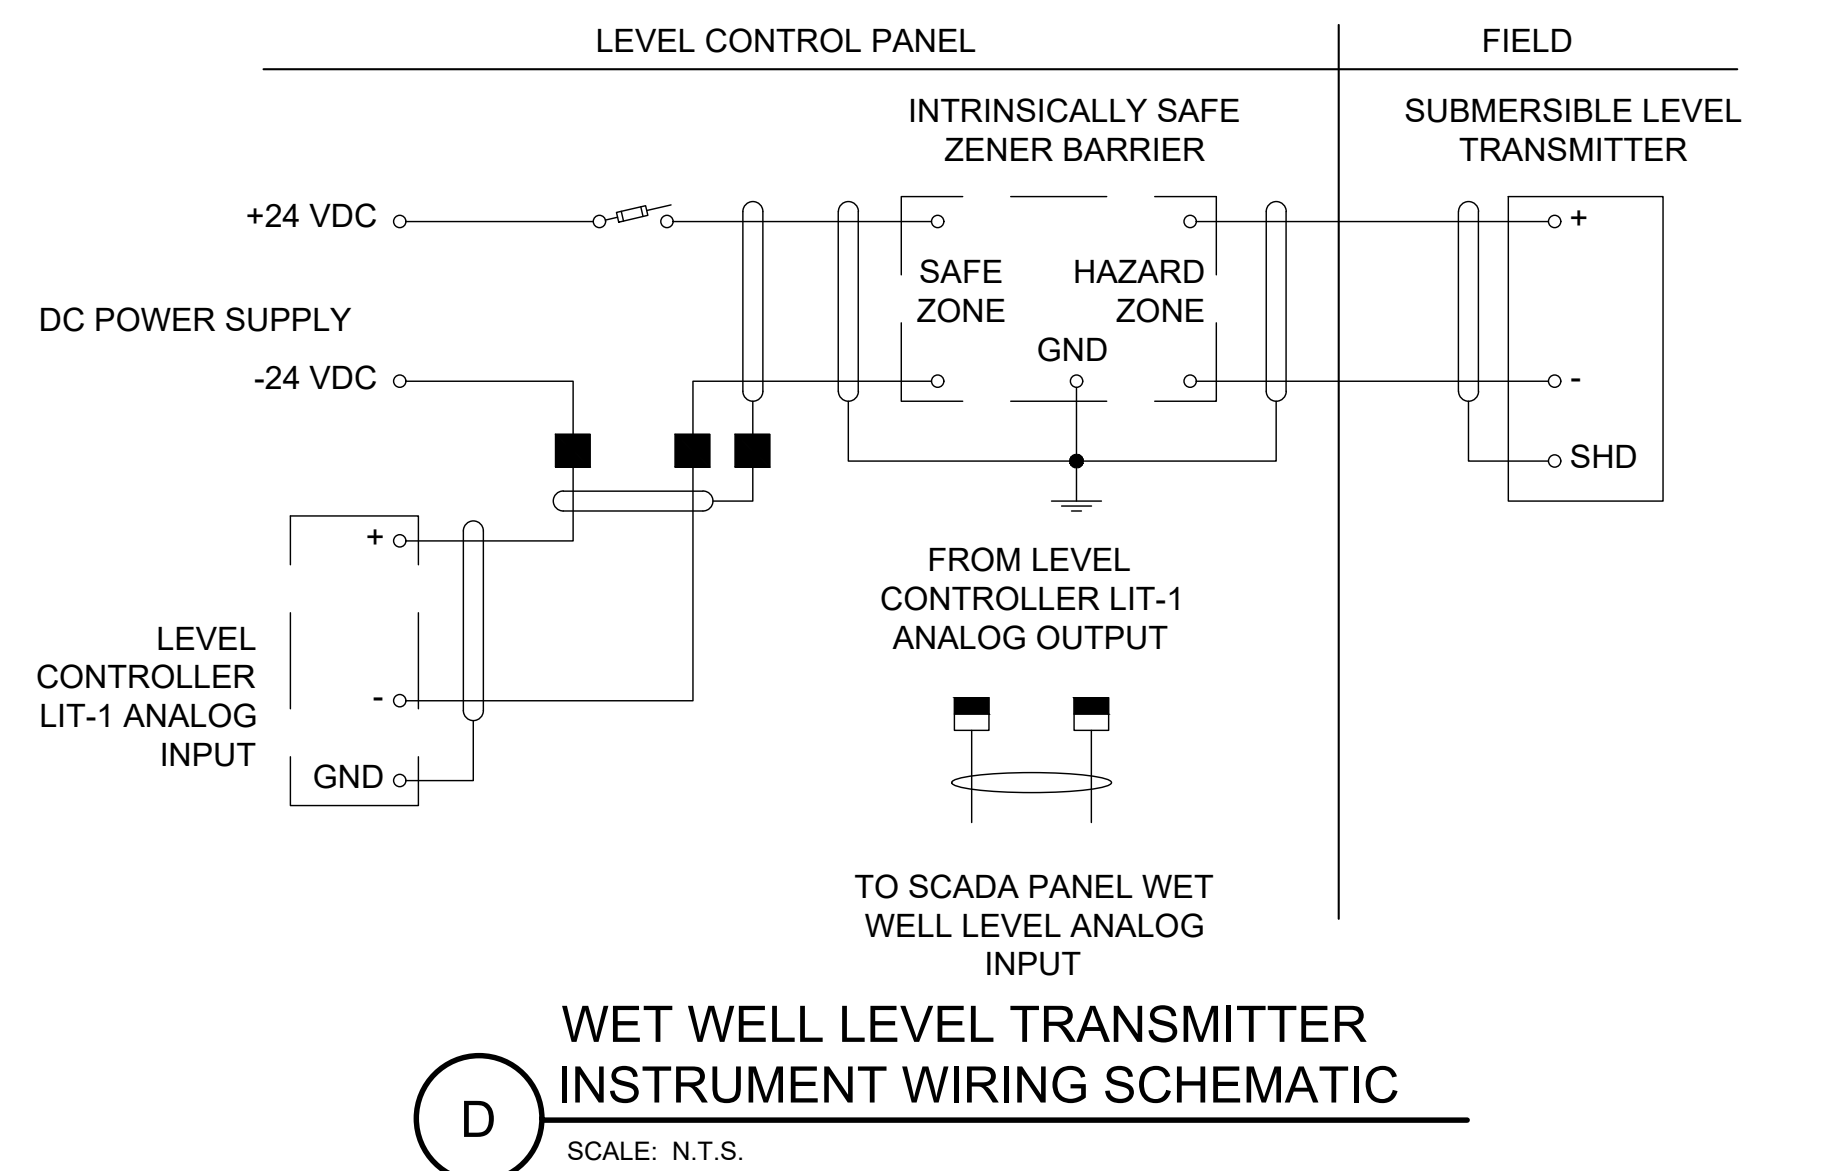 LEVEL CONTROL PANEL
FIELD
INTRINSICALLY SAFE
ZENER BARRIER
SUBMERSIBLE LEVEL
TRANSMITTER
+24 VDC
+
SAFE
ZONE
HAZARD
ZONE
DC POWER SUPPLY
GND
-24 VDC
-
SHD
+
FROM LEVEL
CONTROLLER LIT-1
ANALOG OUTPUT
LEVEL
CONTROLLER
LIT-1 ANALOG
INPUT
-
GND
TO SCADA PANEL WET
WELL LEVEL ANALOG
INPUT
WET WELL LEVEL TRANSMITTER
INSTRUMENT WIRING SCHEMATIC
D
SCALE: N.T.S.